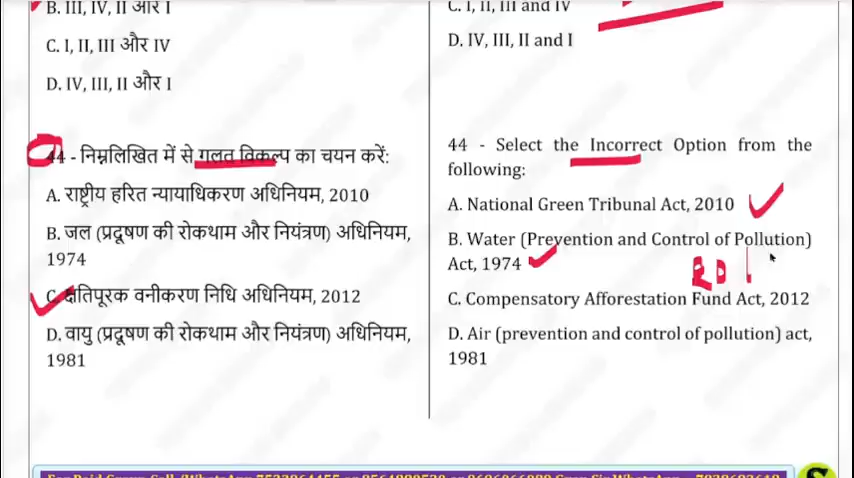 B. III, IV, II और I
C. I, II, III और IV
D. IV, III, II और I
44 - निम्नलिखित में से गलत विकल्प का चयन करें:
A. राष्ट्रीय हरित न्यायाधिकरण अधिनियम, 2010
B. जल (प्रदूषण की रोकथाम और नियंत्रण) अधिनियम,
1974
C. क्षतिपूरक वनीकरण निधि अधिनियम, 2012
D. वायु (प्रदूषण की रोकथाम और नियंत्रण) अधिनियम,
1981
C. I, II, III and IV
D. IV, III, II and I
44 - Select the Incorrect Option from the
following:
A. National Green Tribunal Act, 2010
B. Water (Prevention and Control of Pollution)
Act, 1974
201
C. Compensatory Afforestation Fund Act, 2012
D. Air (prevention and control of pollution) act,
1981